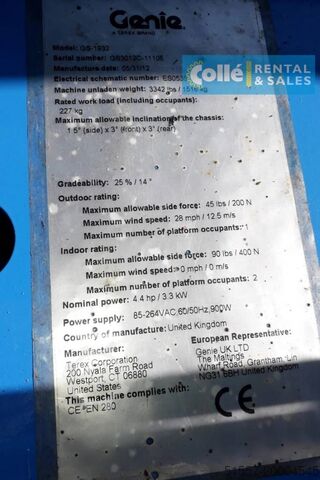 Genie
A TEREX BRAND
Collé RENTAL & SALES
Model: GS-1932
Serial number: GS3012C-11105
Manufacture date: 05/31/12
Electrical schematic number: ES053
Machine unladen weight: 3342 lbs / 1516 kg
Rated work load (including occupants):
227 kg
Maximum allowable inclination of the chassis:
1.5° (side) x 3° (front) x 3° (rear)
Gradeability: 25 % / 14°
Outdoor rating:
Maximum allowable side force: 45 lbs / 200 N
Maximum wind speed: 28 mph / 12.5 m/s
Maximum number of platform occupants: 1
Indoor rating:
Maximum allowable side force: 90 lbs / 400 N
Maximum wind speed: 0 mph / 0 m/s
Maximum number of platform occupants: 2
Nominal power: 4.4 hp / 3.3 kW
Power supply: 85-264VAC,60/50Hz,900W
Country of manufacture: United Kingdom
Manufacturer:
Terex Corporation
200 Nyala Farm Road
Westport, CT 06880
United States
European Representative:
Genie UK LTD
The Maltings
Wharf Road, Grantham, Lin
NG31 6BH United Kingdom
This machine complies with:
CE EN 280
CE